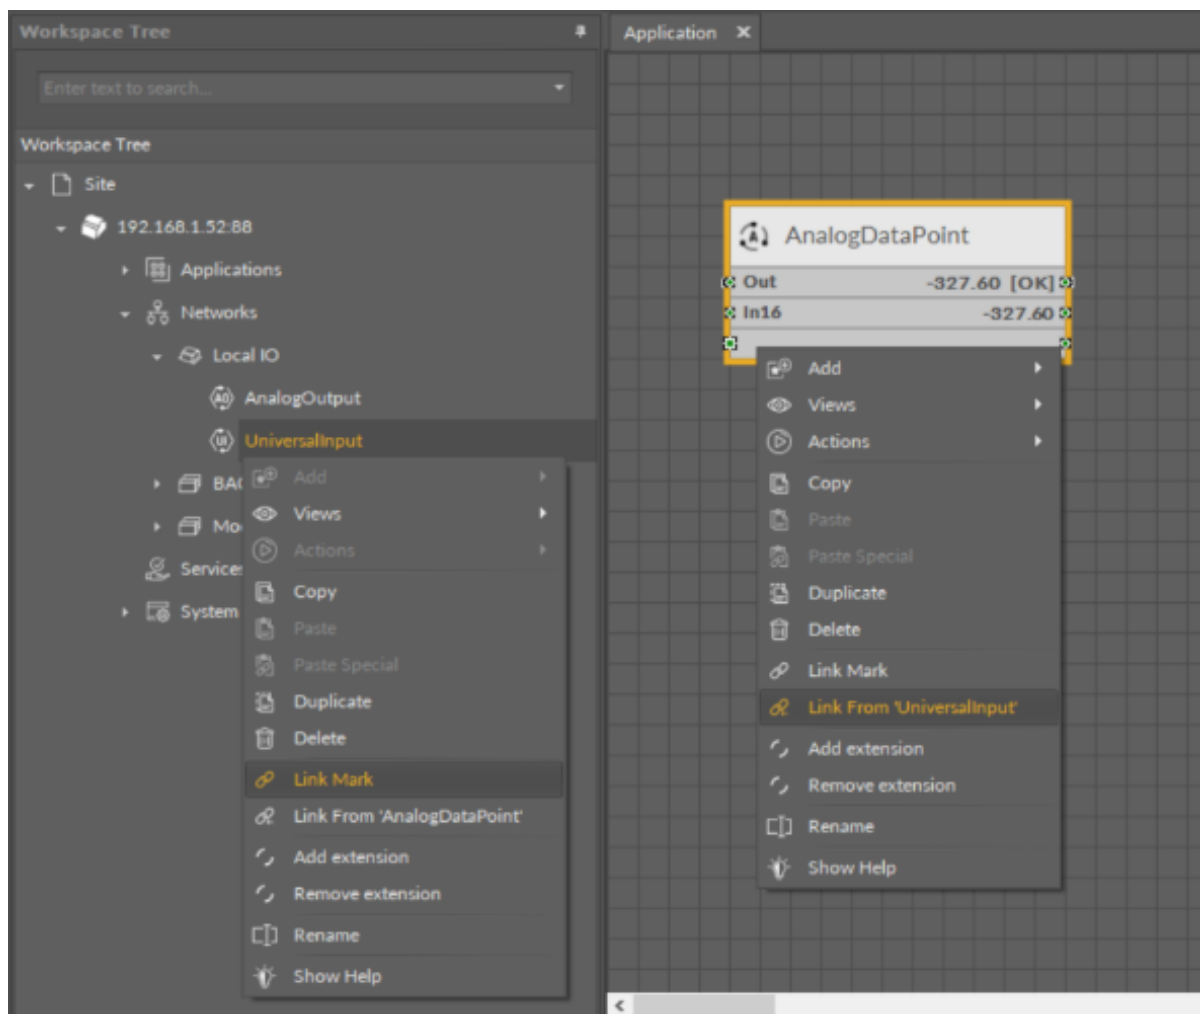 Workspace Tree
Enter text to search...
Workspace Tree
Site
192.168.1.52:88
Applications
Networks
Local IO
AnalogOutput
UniversalInput
BAC
Mo
Services
System
Add
Views
Actions
Copy
Paste
Paste Special
Duplicate
Delete
Link Mark
Link From 'AnalogDataPoint'
Add extension
Remove extension
Rename
Show Help
Application
AnalogDataPoint
Out -327.60 [OK]
In16 -327.60
Add
Views
Actions
Copy
Paste
Paste Special
Duplicate
Delete
Link Mark
Link From 'UniversalInput'
Add extension
Remove extension
Rename
Show Help